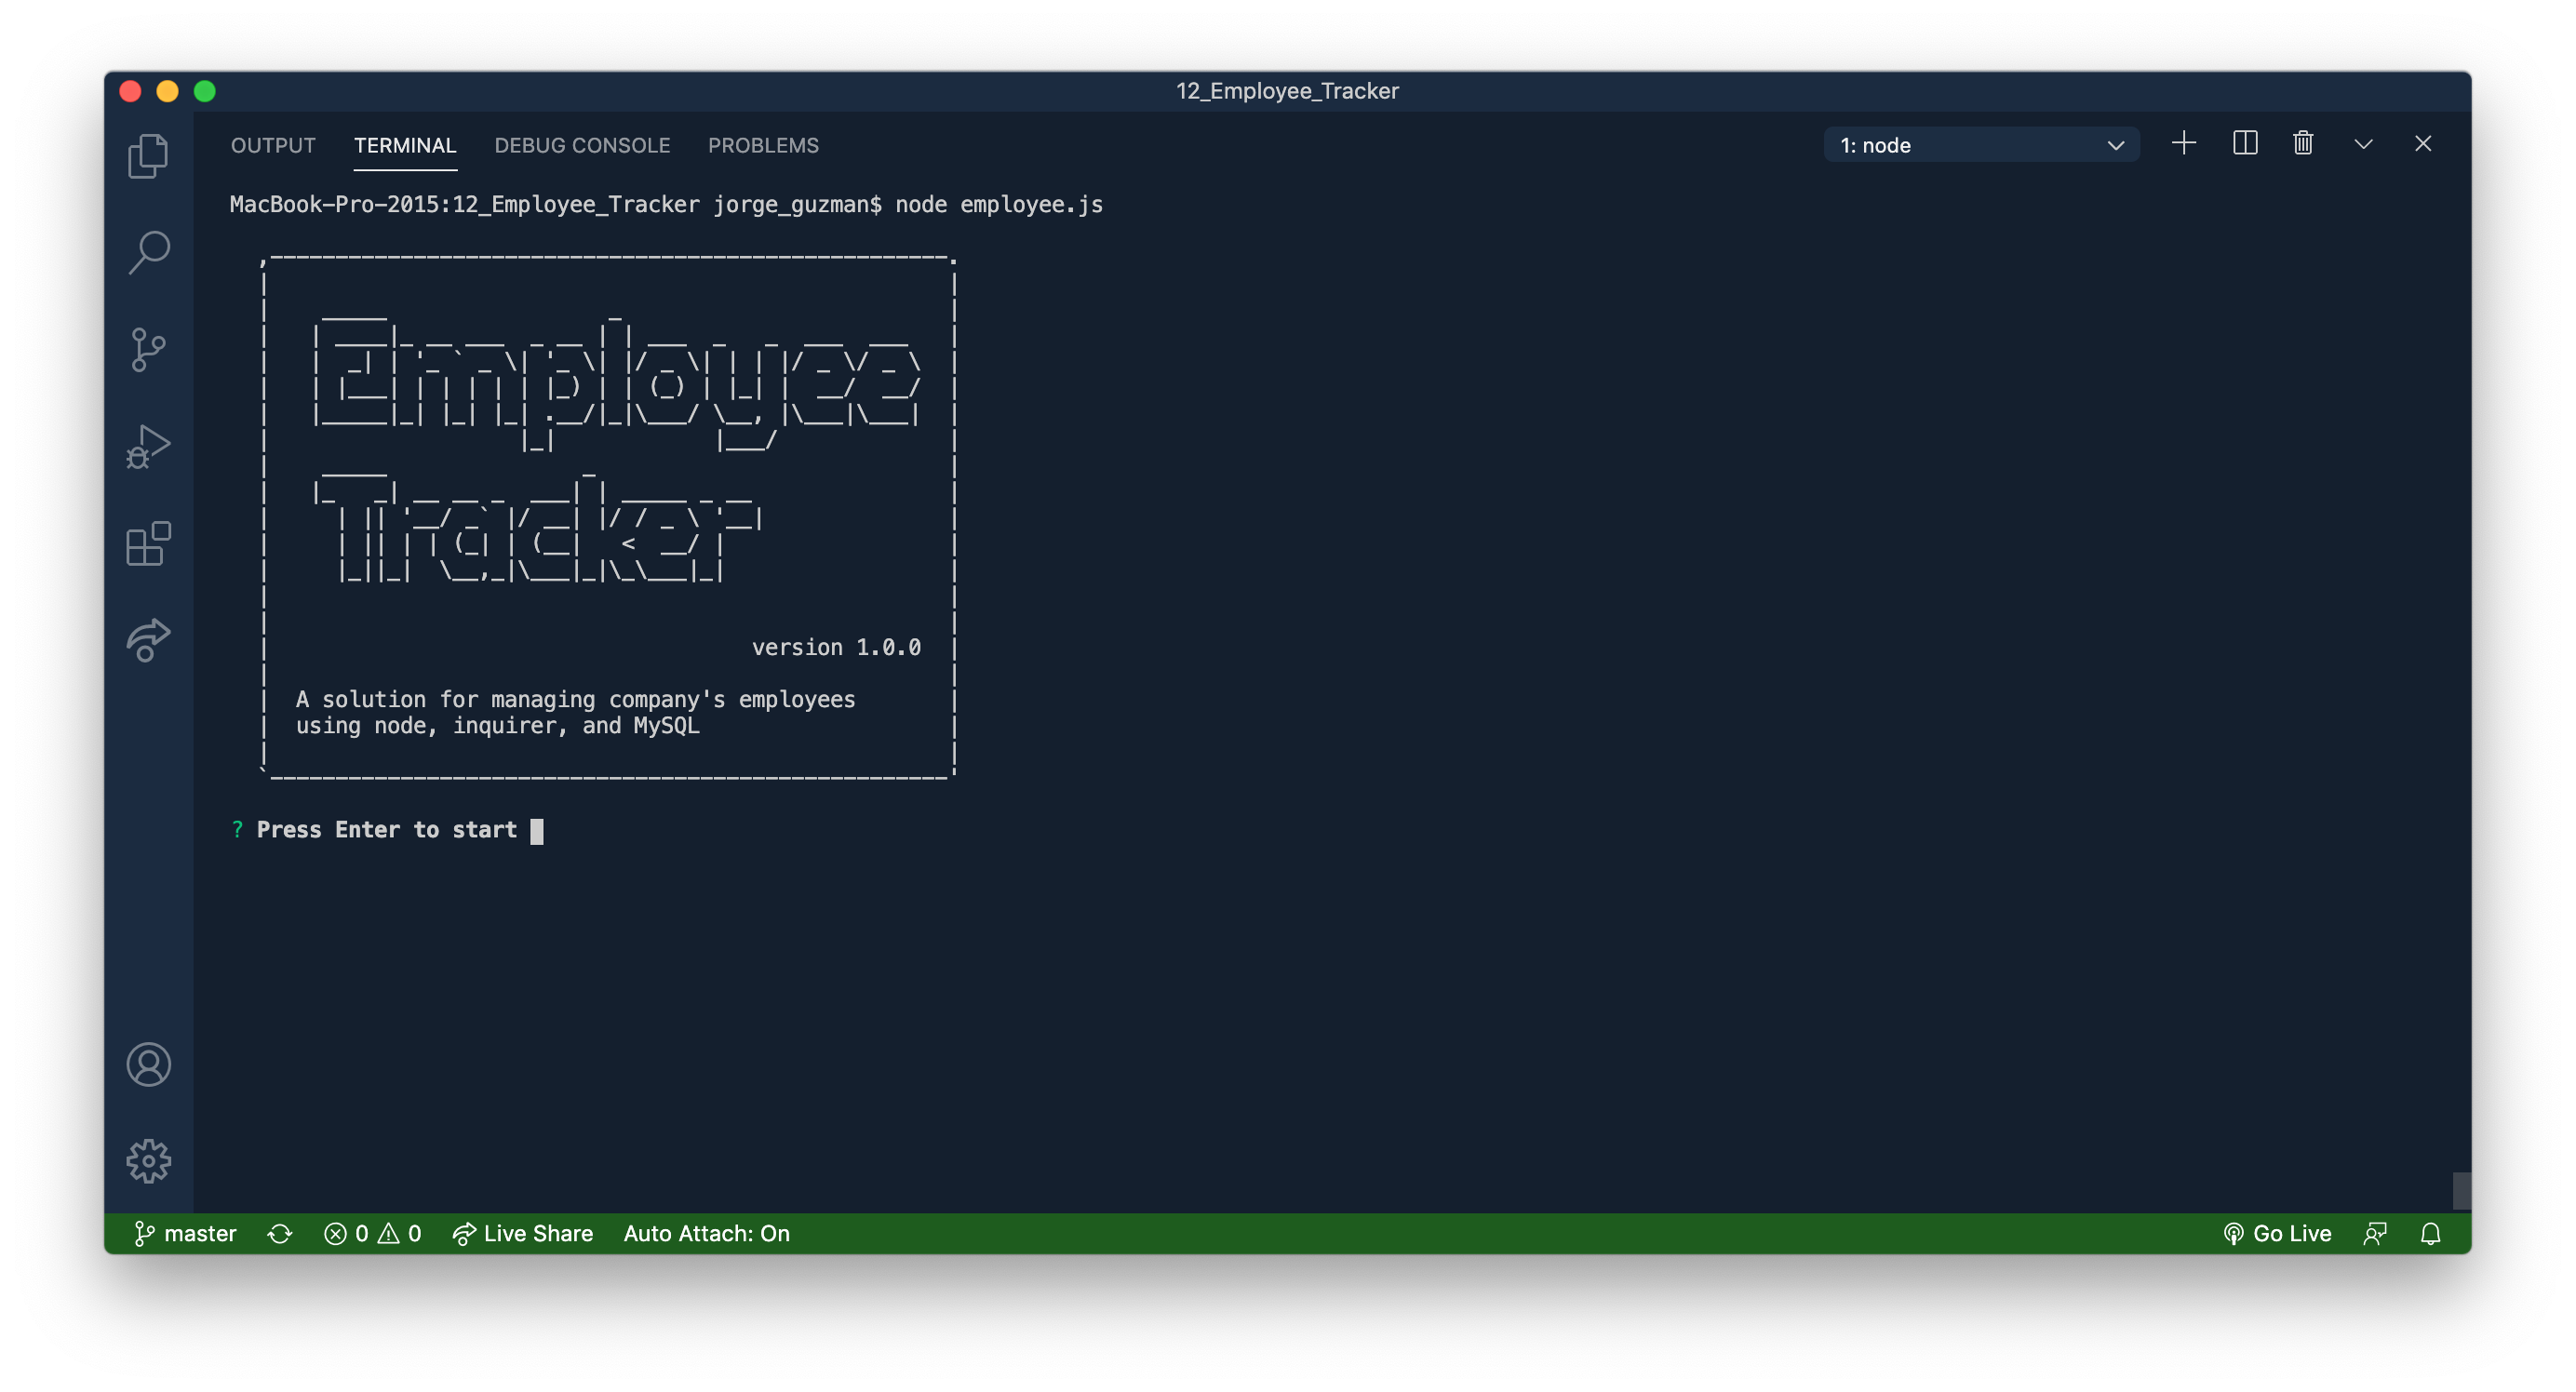 12_Employee_Tracker
OUTPUT TERMINAL DEBUG CONSOLE PROBLEMS 1: node
MacBook-Pro-2015:12_Employee_Tracker jorge_guzman$ node employee.js
Employee
Tracker
version 1.0.0
A solution for managing company's employees
using node, inquirer, and MySQL
? Press Enter to start
master 0 0 Live Share Auto Attach: On Go Live